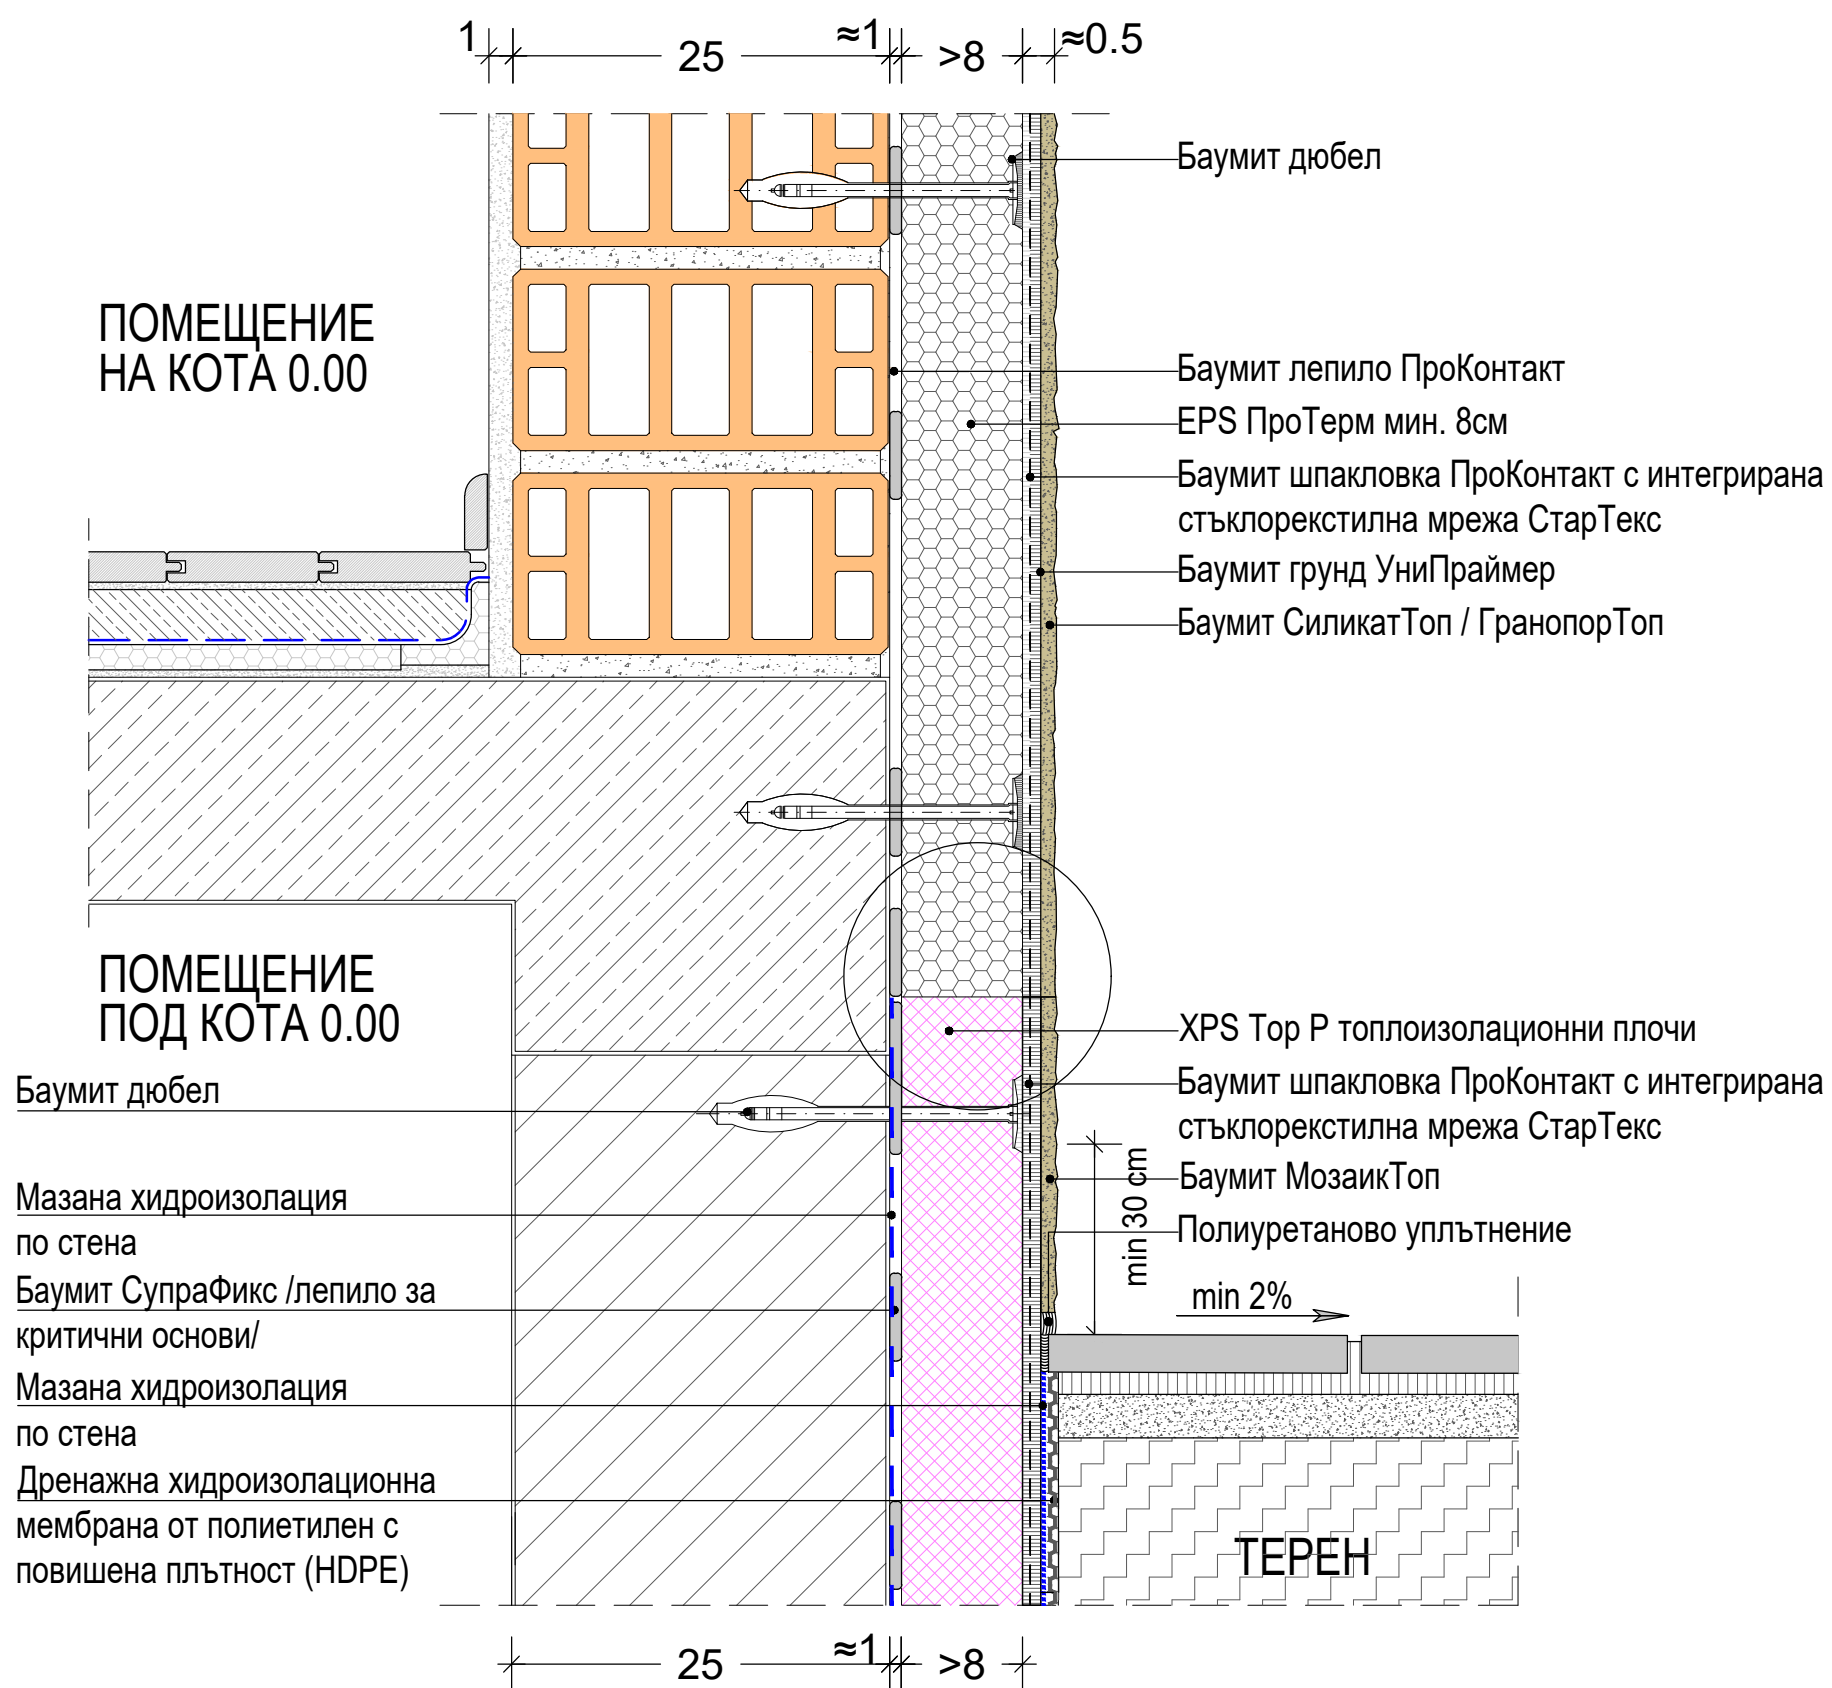 1
25
≈1
>8
≈0.5
Баумит дюбел
ПОМЕЩЕНИЕ
НА КОТА 0.00
Баумит лепило ПроКонтакт
EPS ПроТерм мин. 8см
Баумит шпакловка ПроКонтакт с интегрирана
стъклорекстилна мрежа СтарТекс
Баумит грунд УниПраймер
Баумит СиликатТоп / ГранопорТоп
ПОМЕЩЕНИЕ
ПОД КОТА 0.00
XPS Top P топлоизолационни плочи
Баумит шпакловка ПроКонтакт с интегрирана
стъклорекстилна мрежа СтарТекс
Баумит МозаикТоп
Полиуретаново уплътнение
min 30 cm
min 2%
Баумит дюбел
Мазана хидроизолация
по стена
Баумит СупраФикс /лепило за
критични основи/
Мазана хидроизолация
по стена
Дренажна хидроизолационна
мембрана от полиетилен с
повишена плътност (HDPE)
ТЕРЕН
25
≈1
>8